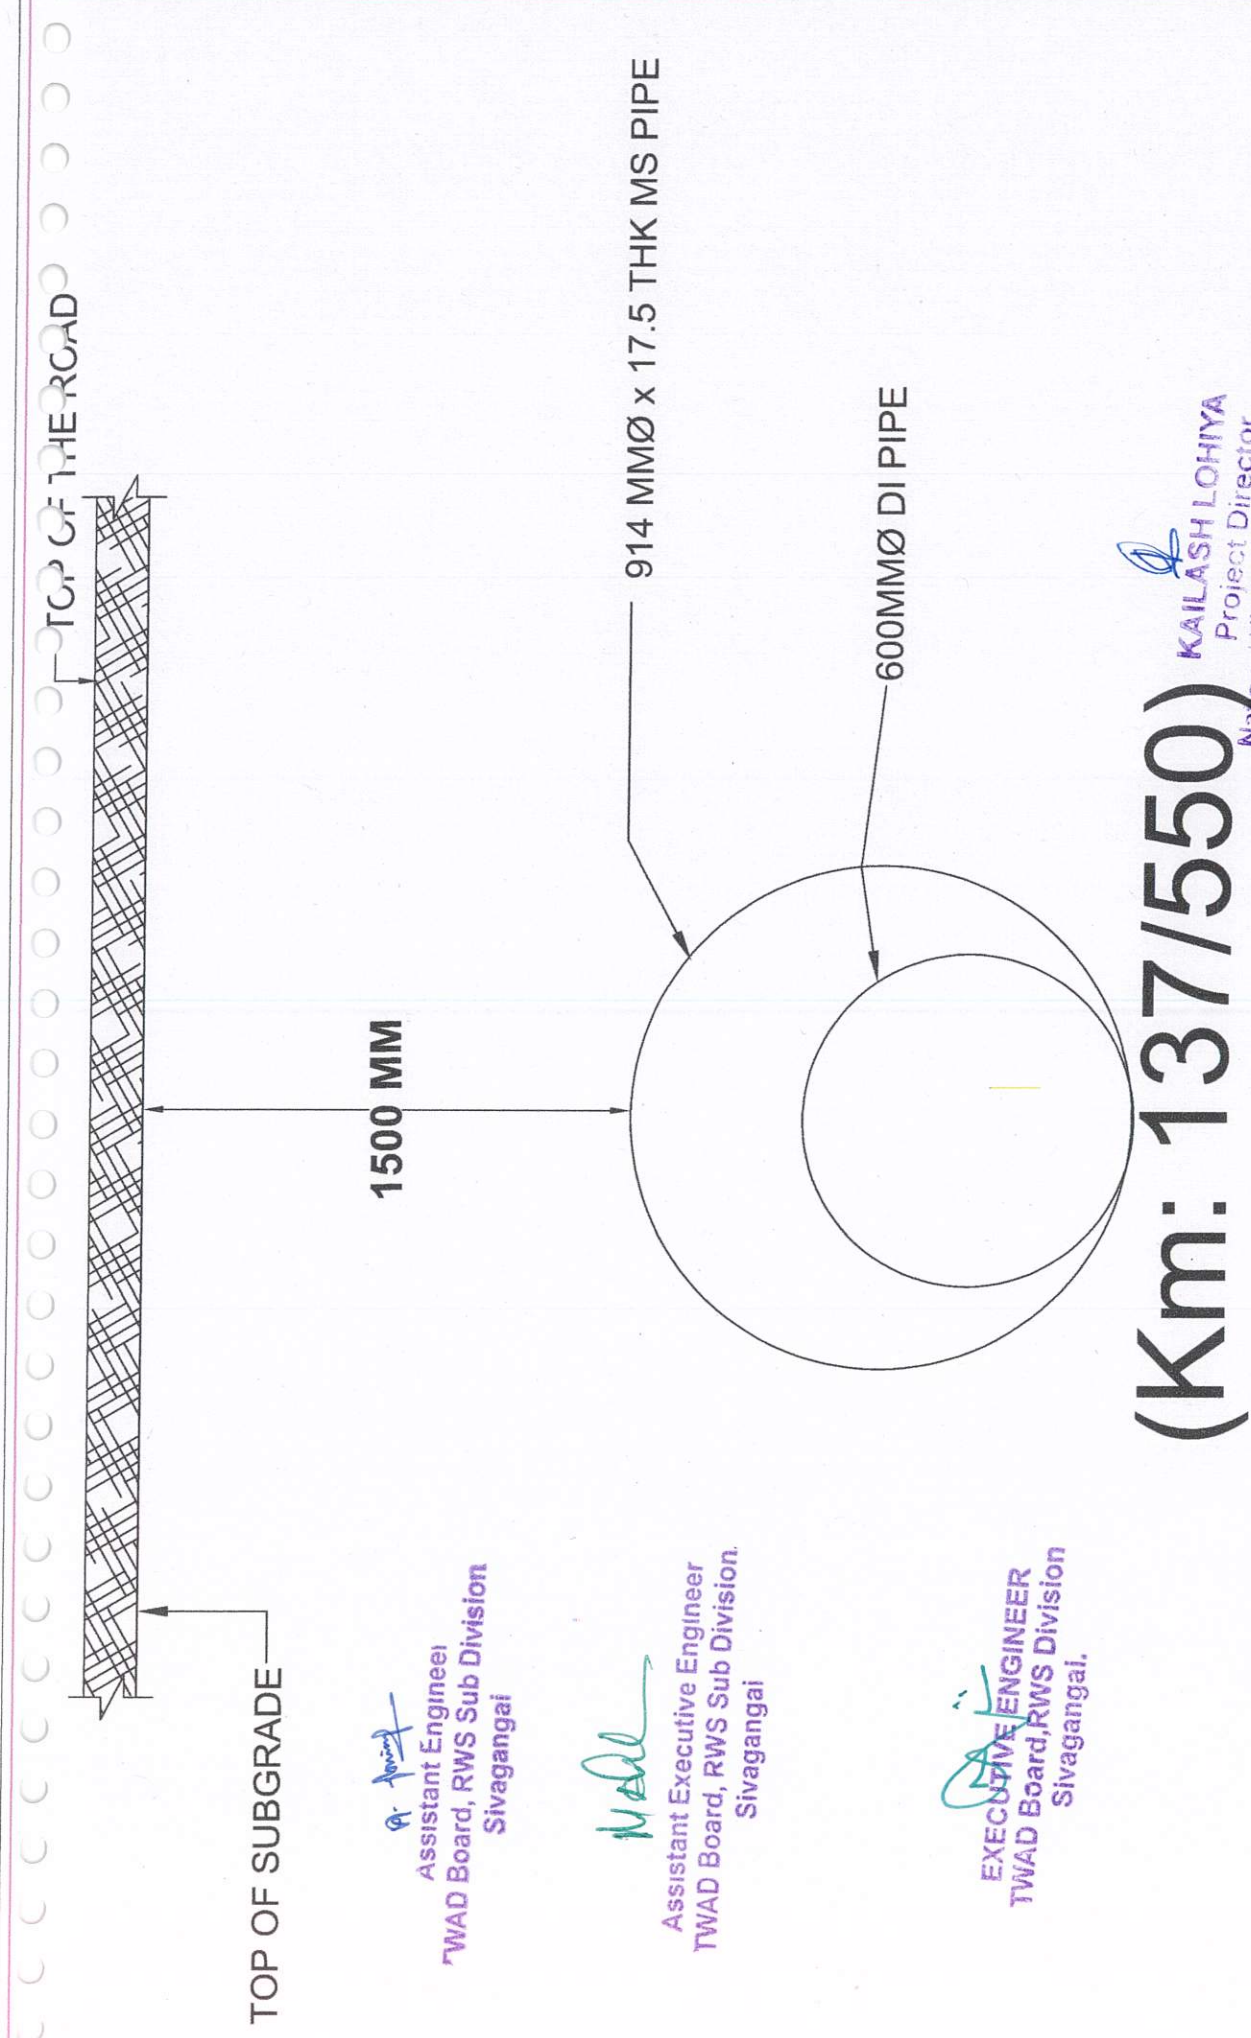 TOP OF THE ROAD
TOP OF SUBGRADE
1500 MM
914 MMØ x 17.5 THK MS PIPE
600MMØ DI PIPE
Assistant Engineer
TWAD Board, RWS Sub Division
Sivagangai
Assistant Executive Engineer
TWAD Board, RWS Sub Division.
Sivagangai
EXECUTIVE ENGINEER
TWAD Board,RWS Division
Sivagangai.
(Km: 137/550)
KAILASH LOHIYA
Project Director